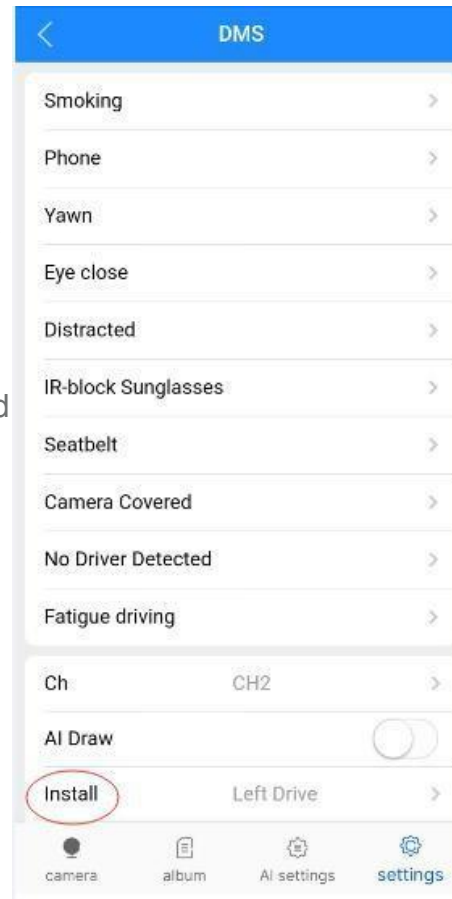 DMS
Smoking
Phone
Yawn
Eye close
Distracted
IR-block Sunglasses
d
Seatbelt
Camera Covered
No Driver Detected
Fatigue driving
Ch CH2
AI Draw
Install Left Drive
camera album AI settings settings